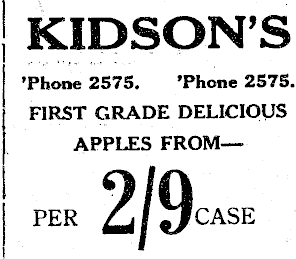 KIDSON'S
'Phone 2575. 'Phone 2575.
FIRST GRADE DELICIOUS
APPLES FROM—
PER 2/9 CASE